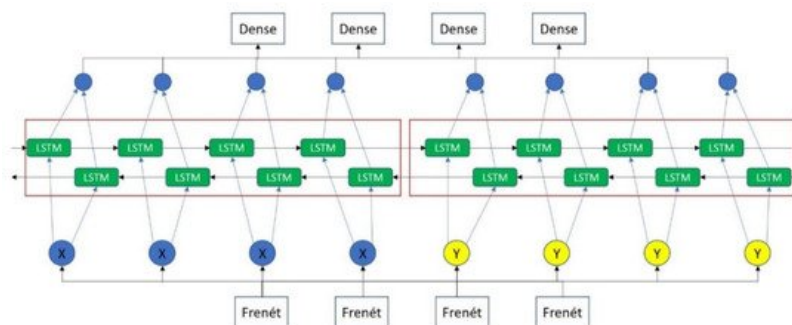 Dense Dense Dense Dense
LSTM LSTM LSTM LSTM LSTM LSTM LSTM LSTM
LSTM LSTM LSTM LSTM LSTM LSTM LSTM LSTM
X X X X Y Y Y Y
Frenét Frenét Frenét Frenét